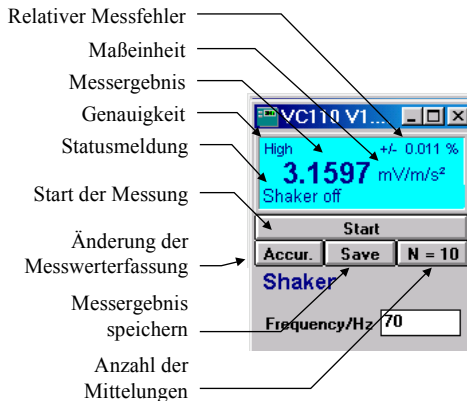 Relativer Messfehler
Maßeinheit
Messergebnis
Genauigkeit
Statusmeldung
Start der Messung
Änderung der
Messwerterfassung
Messergebnis
speichern
Anzahl der
Mittelungen
VC110 V1...
High +/- 0.011 %
3.1597 mV/m/s²
Shaker off
Start
Accur. Save N = 10
Shaker
Frequency/Hz 70